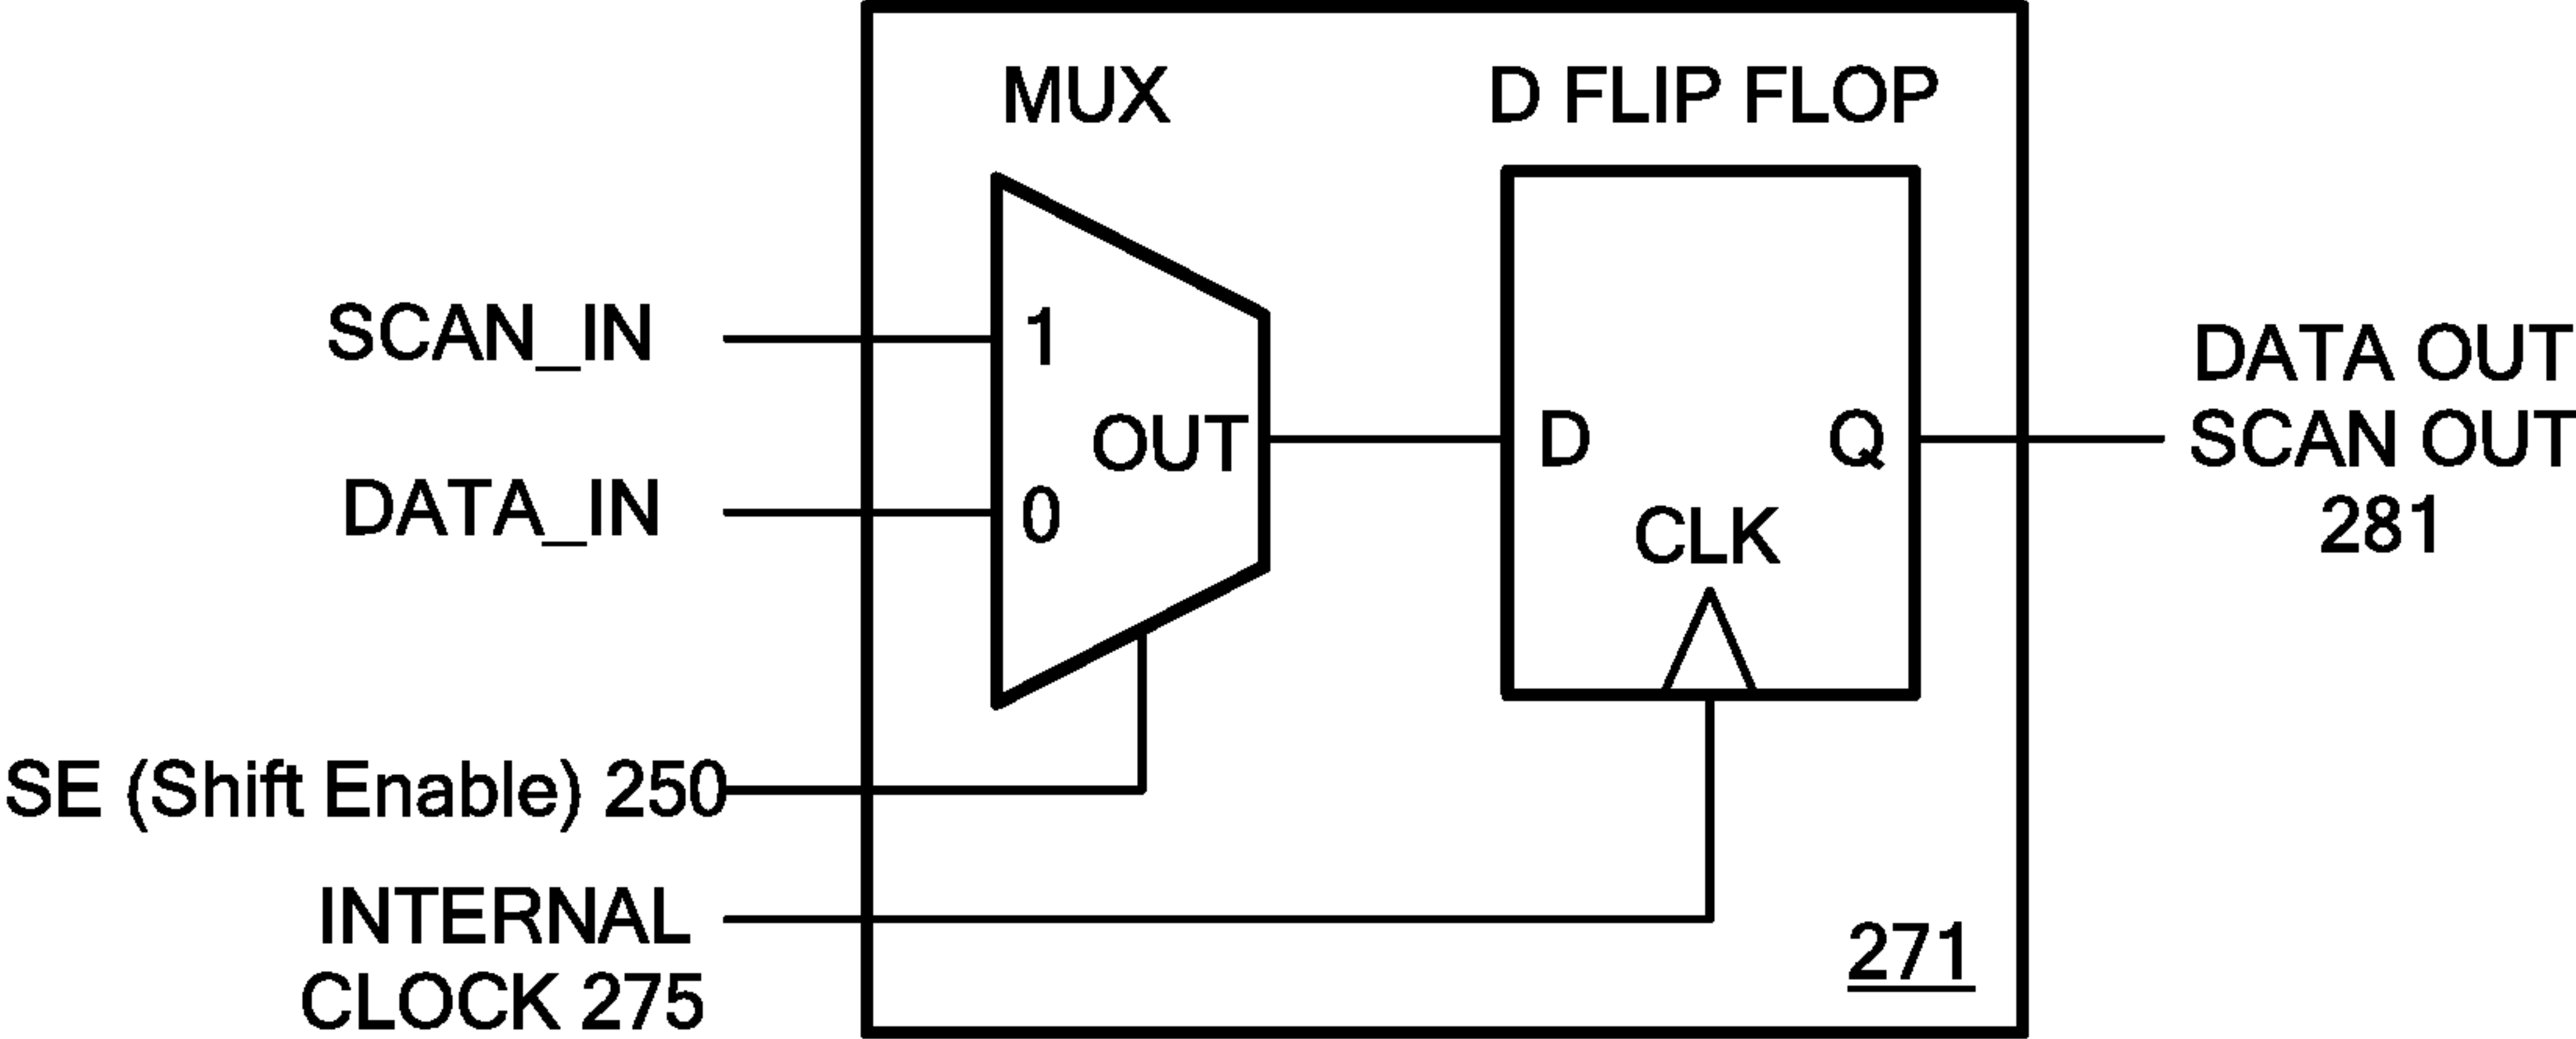 MUX
D FLIP FLOP
SCAN_IN
1
DATA OUT
OUT
D
Q
SCAN OUT
DATA_IN
0
CLK
281
SE (Shift Enable) 250
INTERNAL
CLOCK 275
271